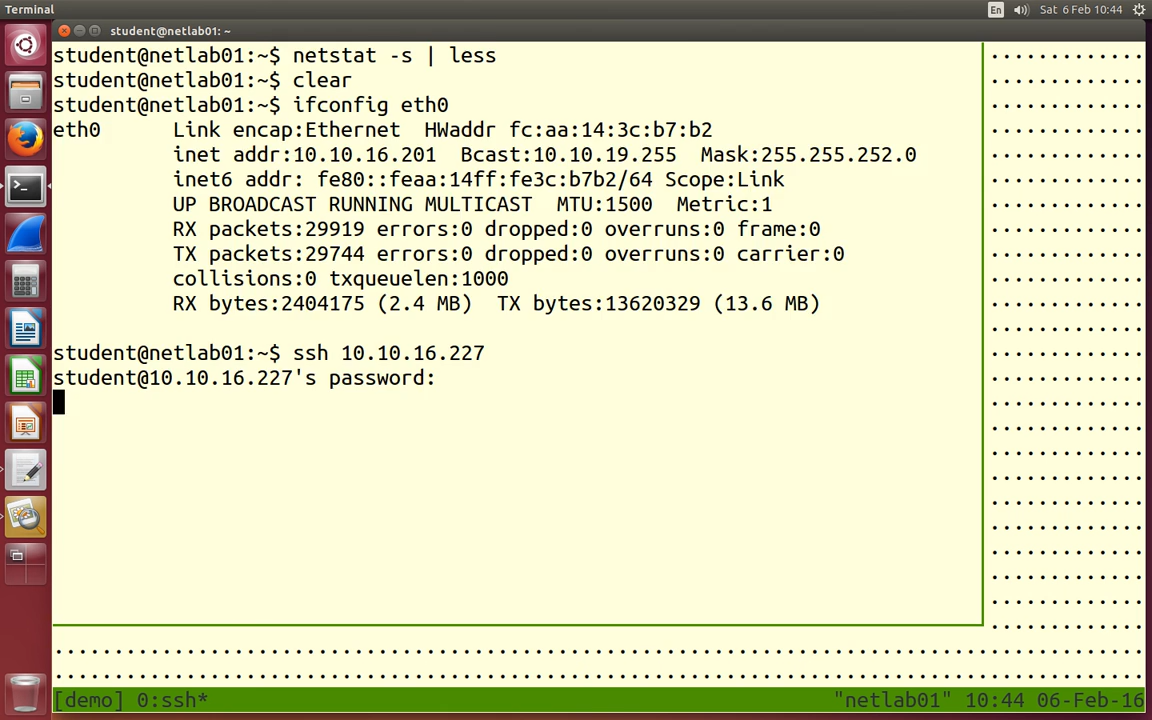 Terminal
En
Sat 6 Feb 10:44
student@netlab01: ~
student@netlab01:~$ netstat -s | less
student@netlab01:~$ clear
student@netlab01:~$ ifconfig eth0
eth0      Link encap:Ethernet  HWaddr fc:aa:14:3c:b7:b2
          inet addr:10.10.16.201  Bcast:10.10.19.255  Mask:255.255.252.0
          inet6 addr: fe80::feaa:14ff:fe3c:b7b2/64 Scope:Link
          UP BROADCAST RUNNING MULTICAST  MTU:1500  Metric:1
          RX packets:29919 errors:0 dropped:0 overruns:0 frame:0
          TX packets:29744 errors:0 dropped:0 overruns:0 carrier:0
          collisions:0 txqueuelen:1000
          RX bytes:2404175 (2.4 MB)  TX bytes:13620329 (13.6 MB)
student@netlab01:~$ ssh 10.10.16.227
student@10.10.16.227's password:
[demo] 0:ssh*
"netlab01" 10:44 06-Feb-16